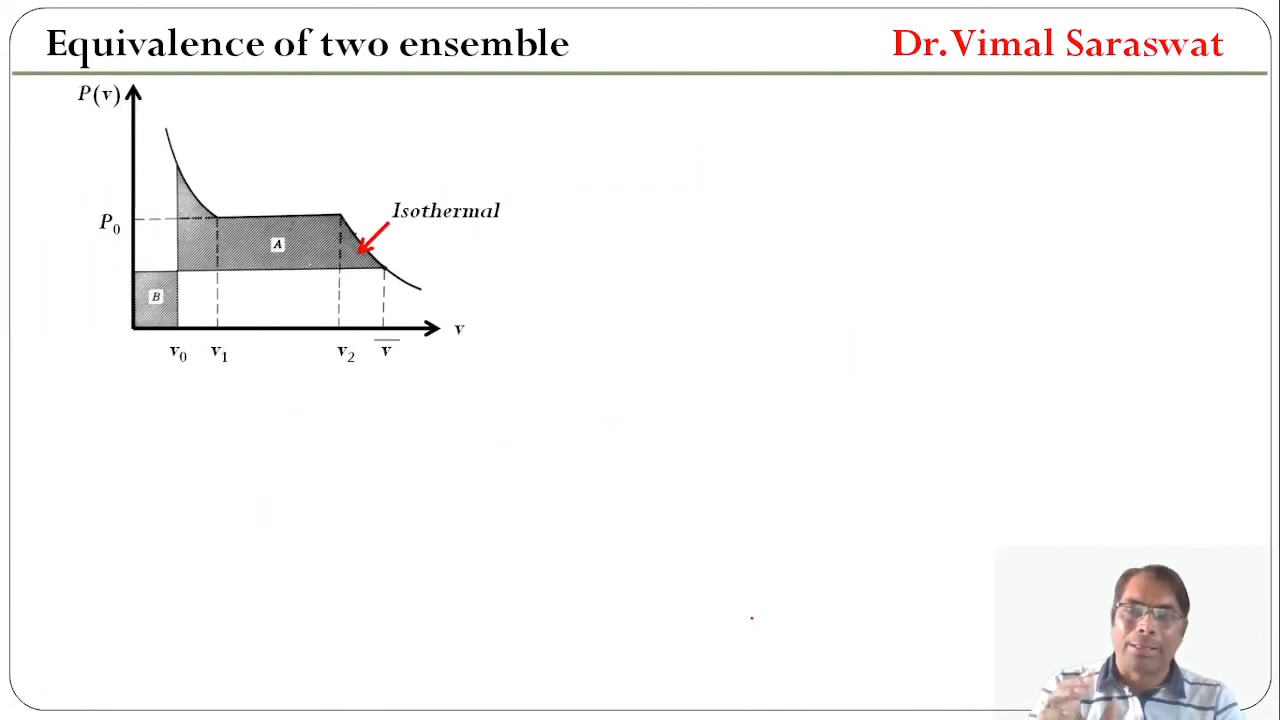 Equivalence of two ensemble
Dr. Vimal Saraswat
P(v)
Isothermal
P₀
A
B
v
v₀ v₁ v₂ v̅